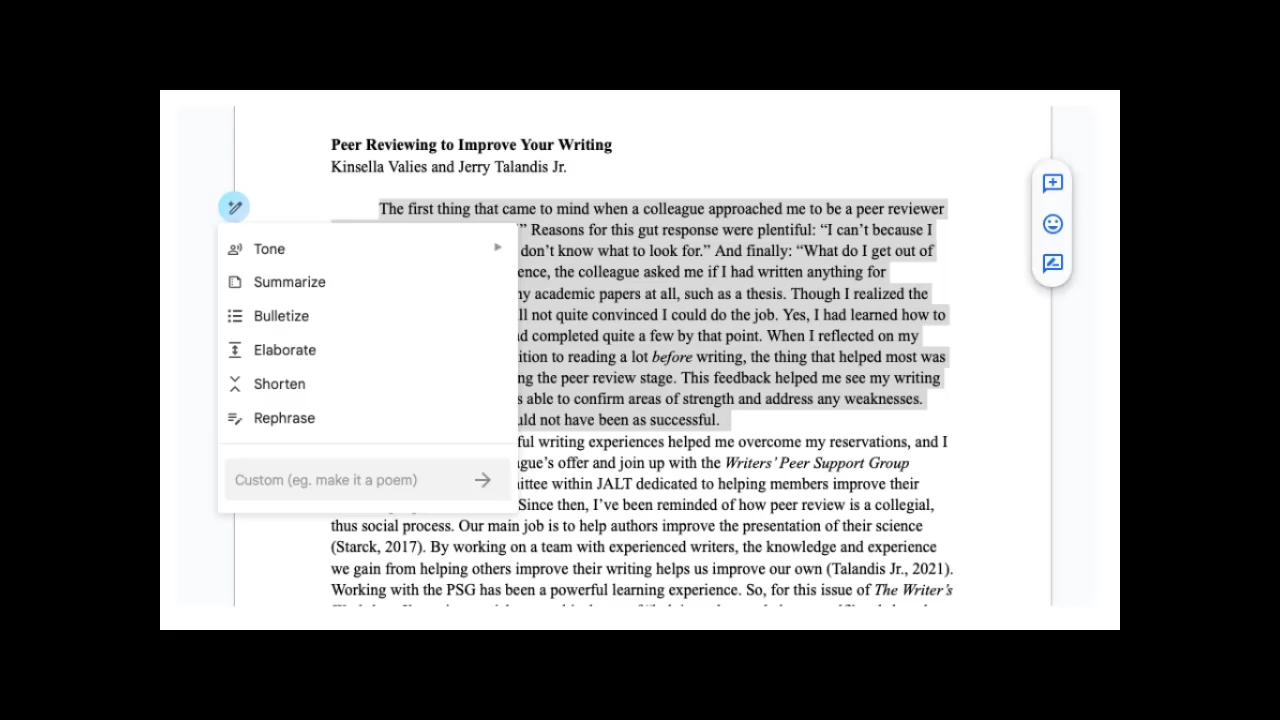 Peer Reviewing to Improve Your Writing
Kinsella Valies and Jerry Talandis Jr.
The first thing that came to mind when a colleague approached me to be a peer reviewer
” Reasons for this gut response were plentiful: “I can’t because I
don’t know what to look for.” And finally: “What do I get out of
ence, the colleague asked me if I had written anything for
ny academic papers at all, such as a thesis. Though I realized the
ll not quite convinced I could do the job. Yes, I had learned how to
d completed quite a few by that point. When I reflected on my
ition to reading a lot before writing, the thing that helped most was
ng the peer review stage. This feedback helped me see my writing
s able to confirm areas of strength and address any weaknesses.
uld not have been as successful.
ful writing experiences helped me overcome my reservations, and I
gue’s offer and join up with the Writers’ Peer Support Group
ittee within JALT dedicated to helping members improve their
Since then, I’ve been reminded of how peer review is a collegial,
thus social process. Our main job is to help authors improve the presentation of their science
(Starck, 2017). By working on a team with experienced writers, the knowledge and experience
we gain from helping others improve their writing helps us improve our own (Talandis Jr., 2021).
Working with the PSG has been a powerful learning experience. So, for this issue of The Writer’s
Tone
Summarize
Bulletize
Elaborate
Shorten
Rephrase
Custom (eg. make it a poem)